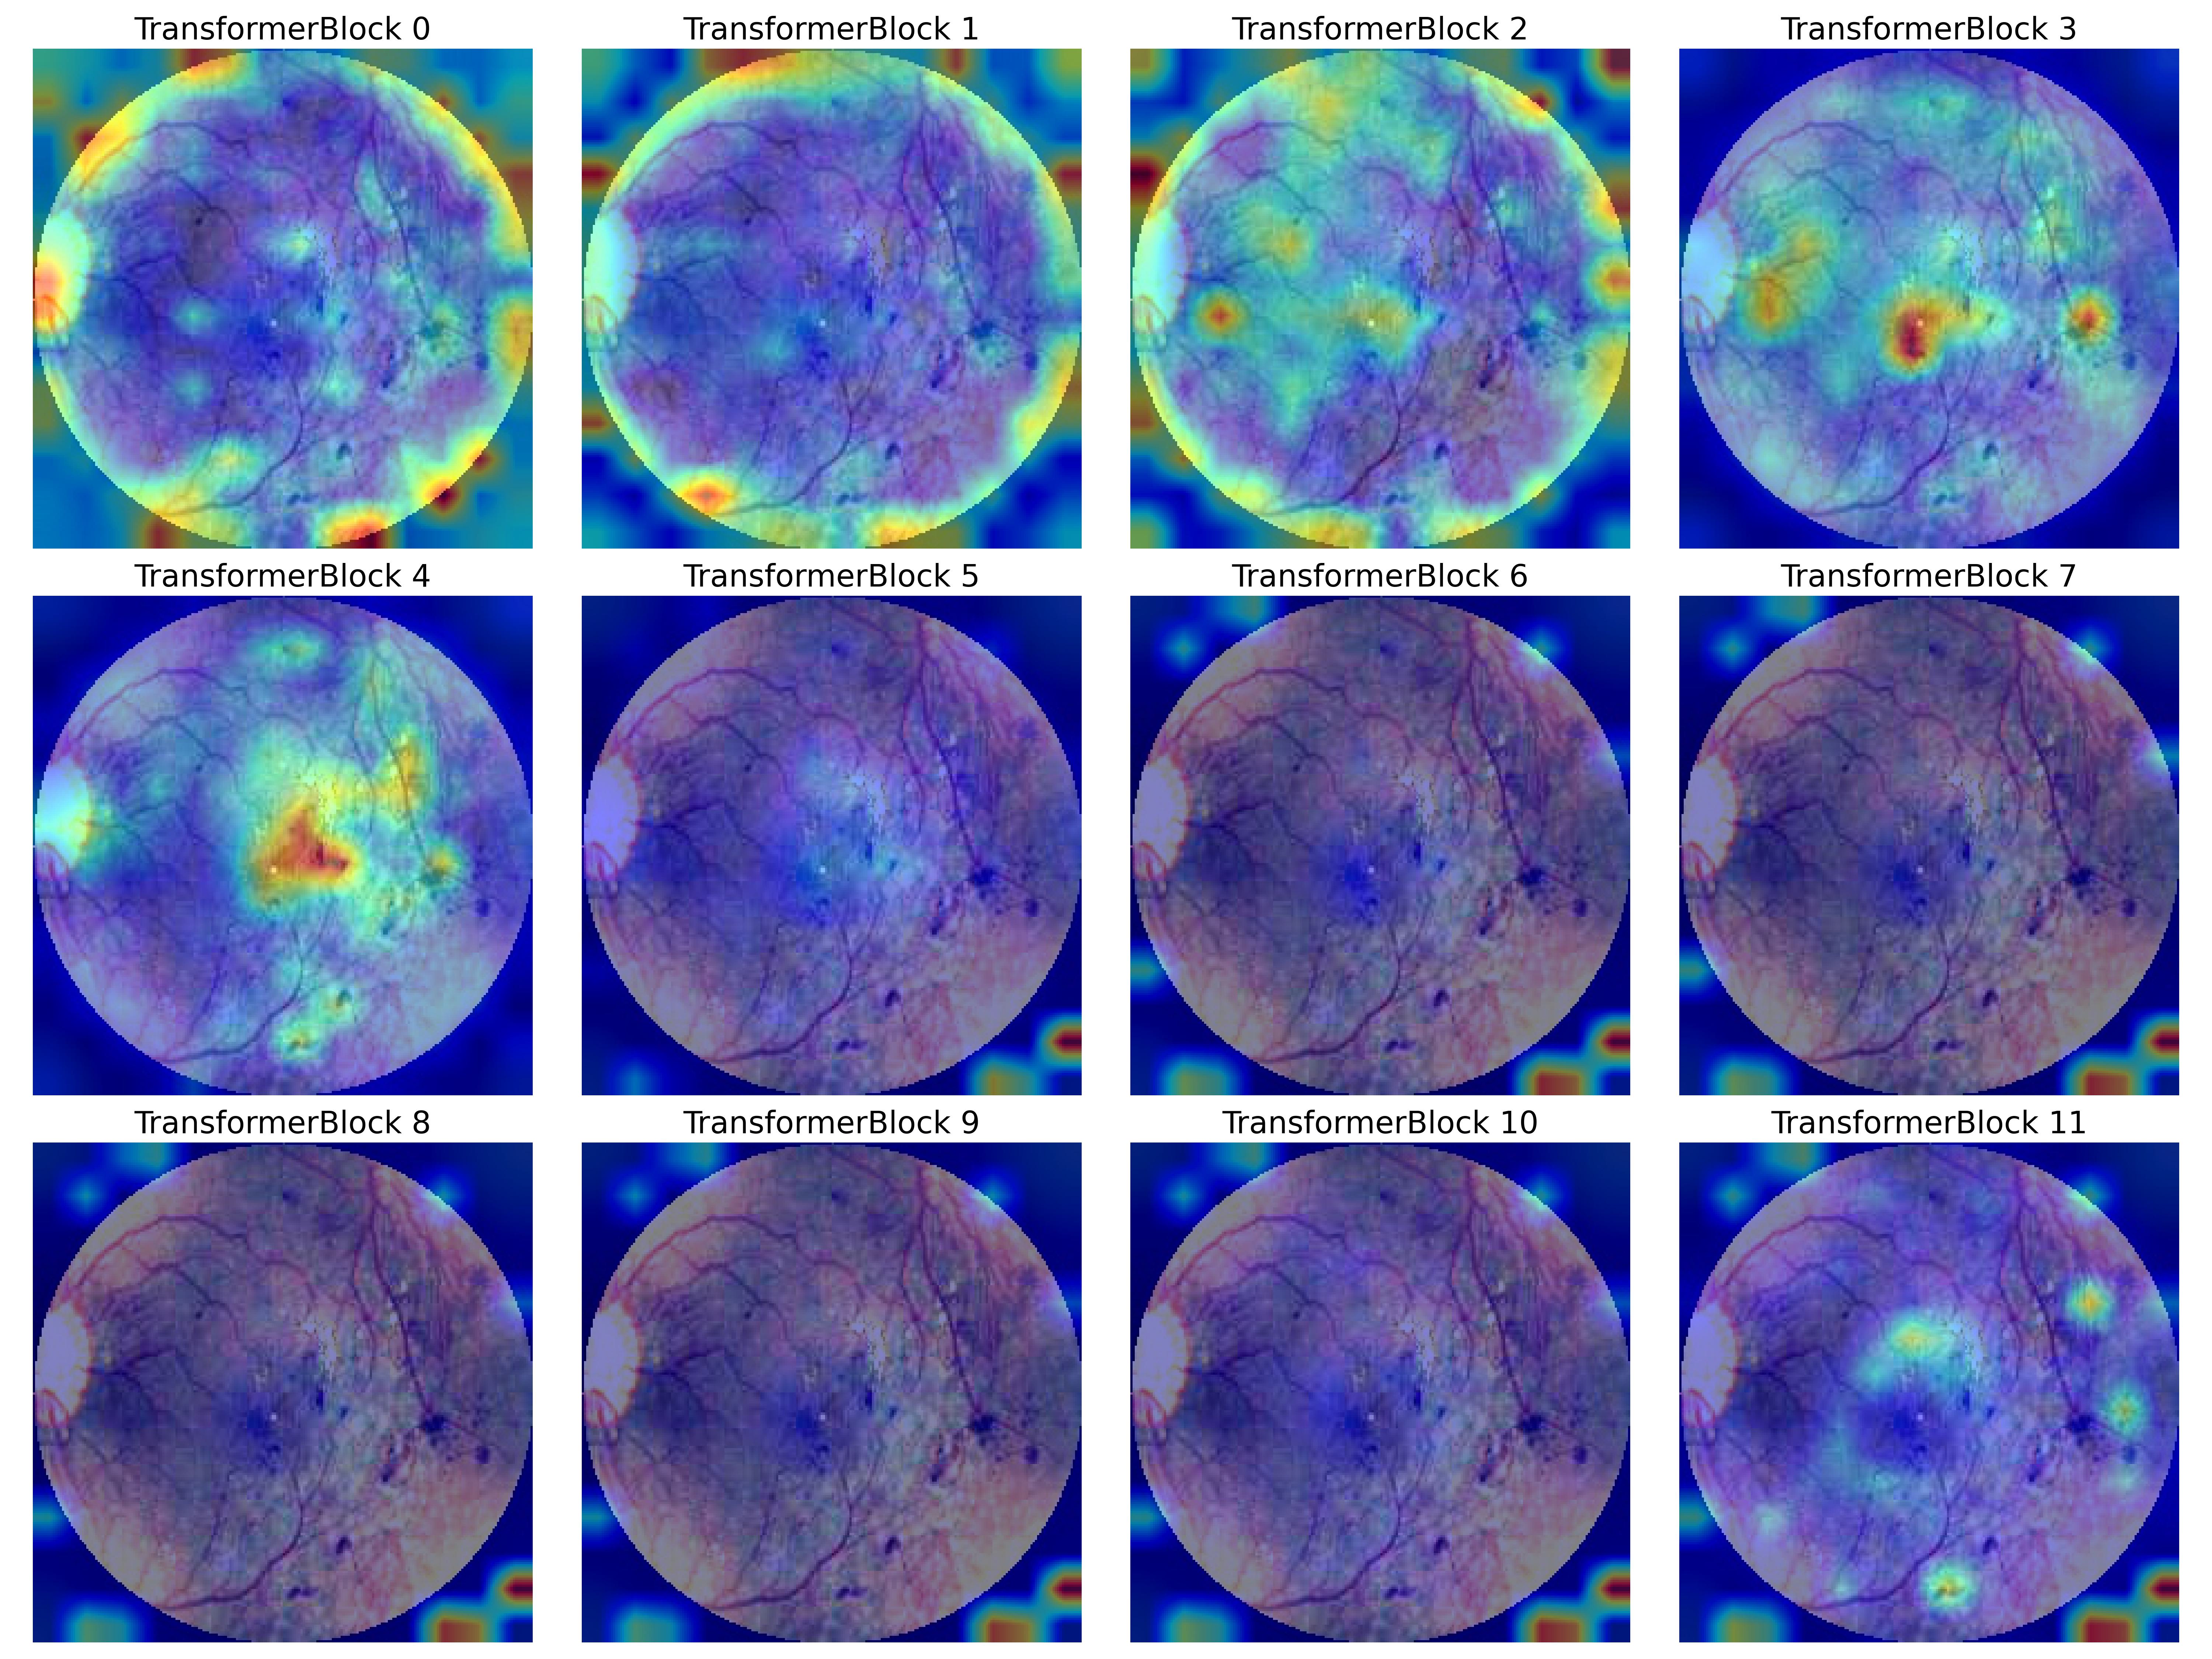 TransformerBlock 0
TransformerBlock 1
TransformerBlock 2
TransformerBlock 3
TransformerBlock 4
TransformerBlock 5
TransformerBlock 6
TransformerBlock 7
TransformerBlock 8
TransformerBlock 9
TransformerBlock 10
TransformerBlock 11